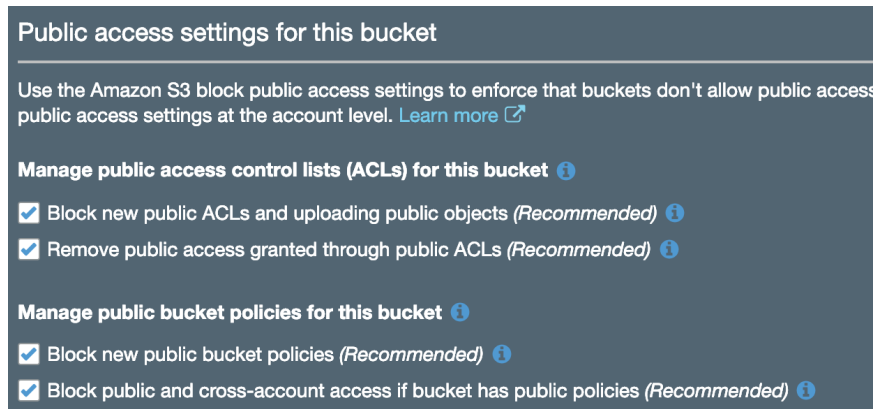 Public access settings for this bucket
Use the Amazon S3 block public access settings to enforce that buckets don't allow public access
public access settings at the account level. Learn more
Manage public access control lists (ACLs) for this bucket
Block new public ACLs and uploading public objects (Recommended)
Remove public access granted through public ACLs (Recommended)
Manage public bucket policies for this bucket
Block new public bucket policies (Recommended)
Block public and cross-account access if bucket has public policies (Recommended)